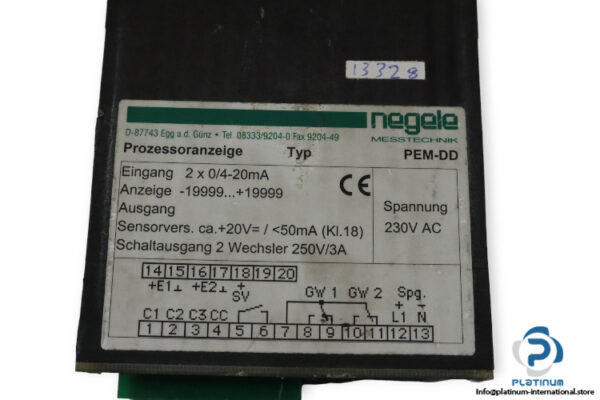 13328
negele
MESSTECHNIK
D-87743 Egg a.d. Günz • Tel. 08333/9204-0 Fax 9204-49
Prozessoranzeige Typ PEM-DD
Eingang 2 x 0/4-20mA
Anzeige -19999...+19999
Ausgang
Sensorvers. ca.+20V= / <50mA (Kl.18)
Schaltausgang 2 Wechsler 250V/3A
CE
Spannung
230V AC
14 15 16 17 18 19 20
+E1⊥ +E2⊥ +
SV
GW 1 GW 2 Spg.
+ -
C1 C2 C3 CC L1 N
1 2 3 4 5 6 7 8 9 10 11 12 13
PLATINUM
INTERNATIONAL
Info@platinum-international.store